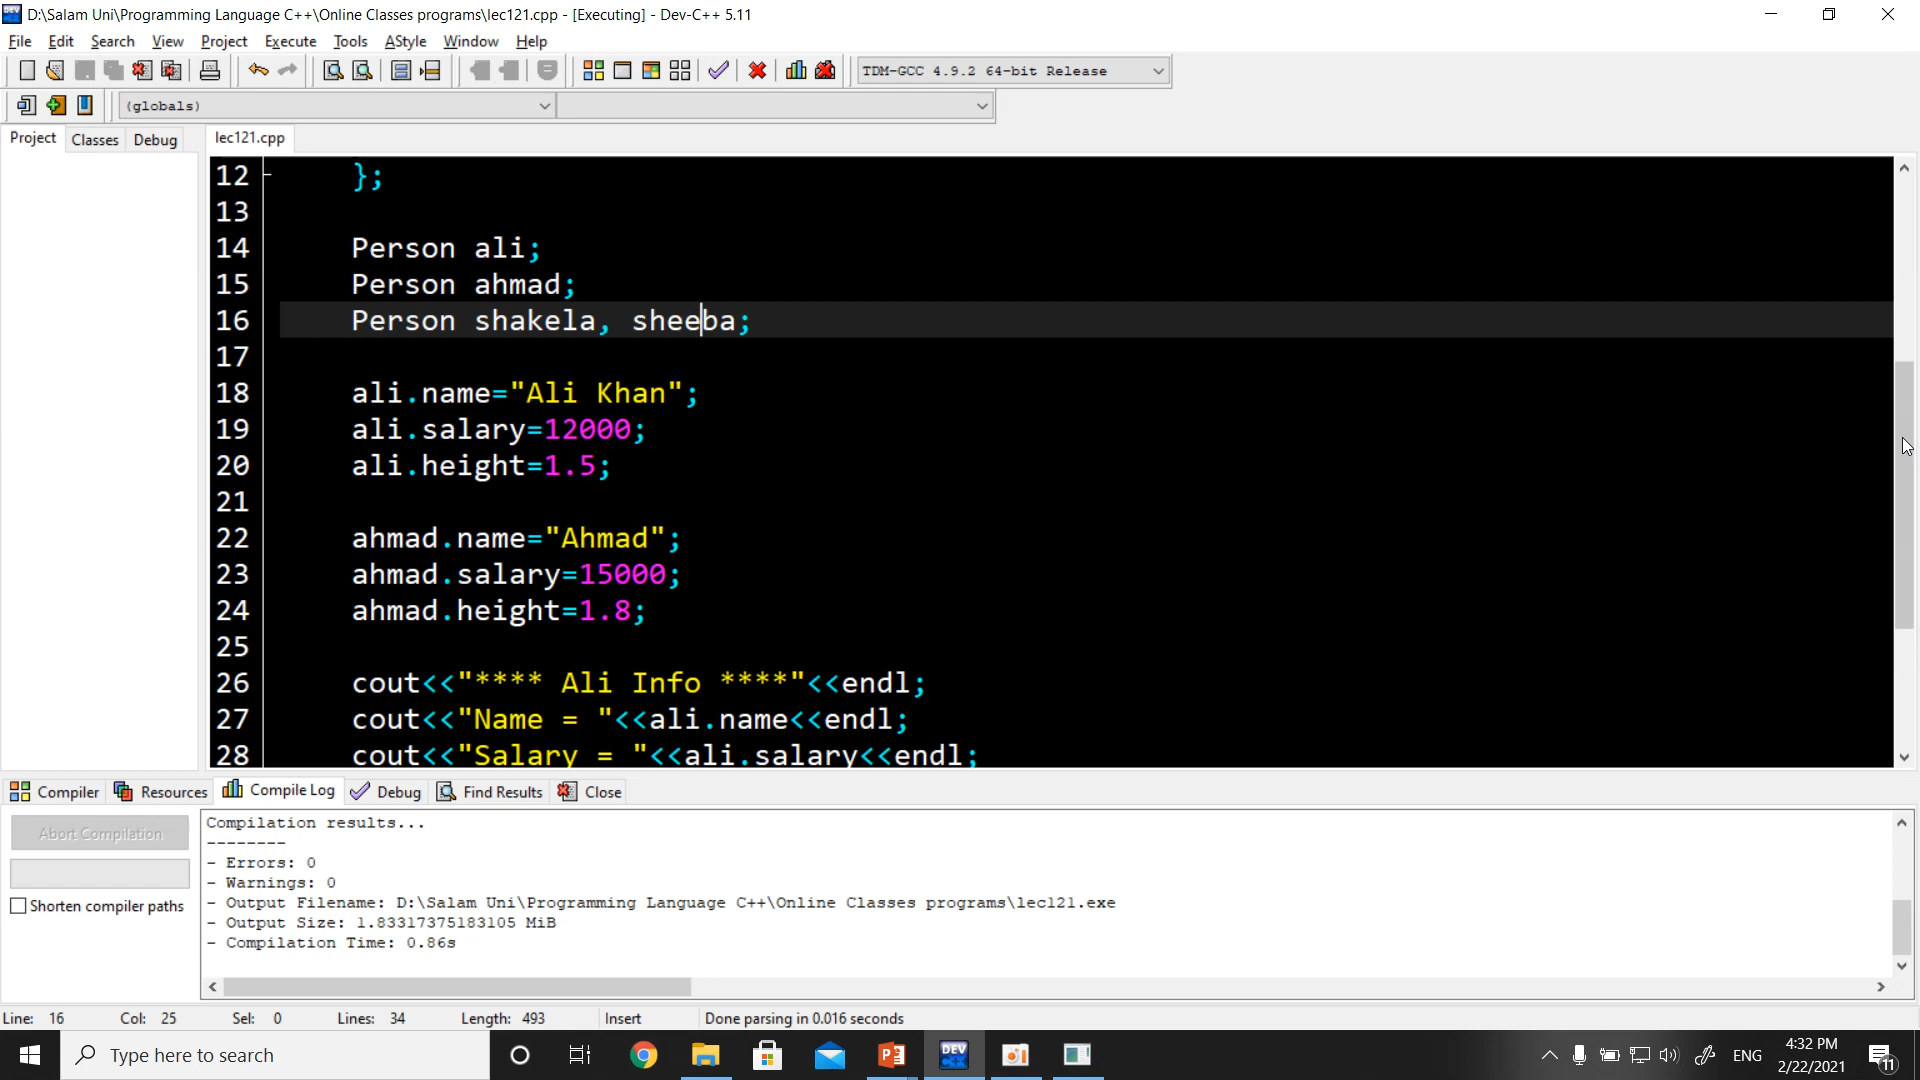 D:\Salam Uni\Programming Language C++\Online Classes programs\lec121.cpp - [Executing] - Dev-C++ 5.11
File Edit Search View Project Execute Tools AStyle Window Help
TDM-GCC 4.9.2 64-bit Release
(globals)
Project Classes Debug lec121.cpp
12 };
13
14 Person ali;
15 Person ahmad;
16 Person shakela, sheeba;
17
18 ali.name="Ali Khan";
19 ali.salary=12000;
20 ali.height=1.5;
21
22 ahmad.name="Ahmad";
23 ahmad.salary=15000;
24 ahmad.height=1.8;
25
26 cout<<"**** Ali Info ****"<<endl;
27 cout<<"Name = "<<ali.name<<endl;
28 cout<<"Salary = "<<ali.salary<<endl;
Compiler Resources Compile Log Debug Find Results Close
Abort Compilation
Shorten compiler paths
Compilation results...
--------
- Errors: 0
- Warnings: 0
- Output Filename: D:\Salam Uni\Programming Language C++\Online Classes programs\lec121.exe
- Output Size: 1.83317375183105 MiB
- Compilation Time: 0.86s
Line: 16 Col: 25 Sel: 0 Lines: 34 Length: 493 Insert Done parsing in 0.016 seconds
Type here to search
DEV C++
ENG
4:32 PM
2/22/2021
11